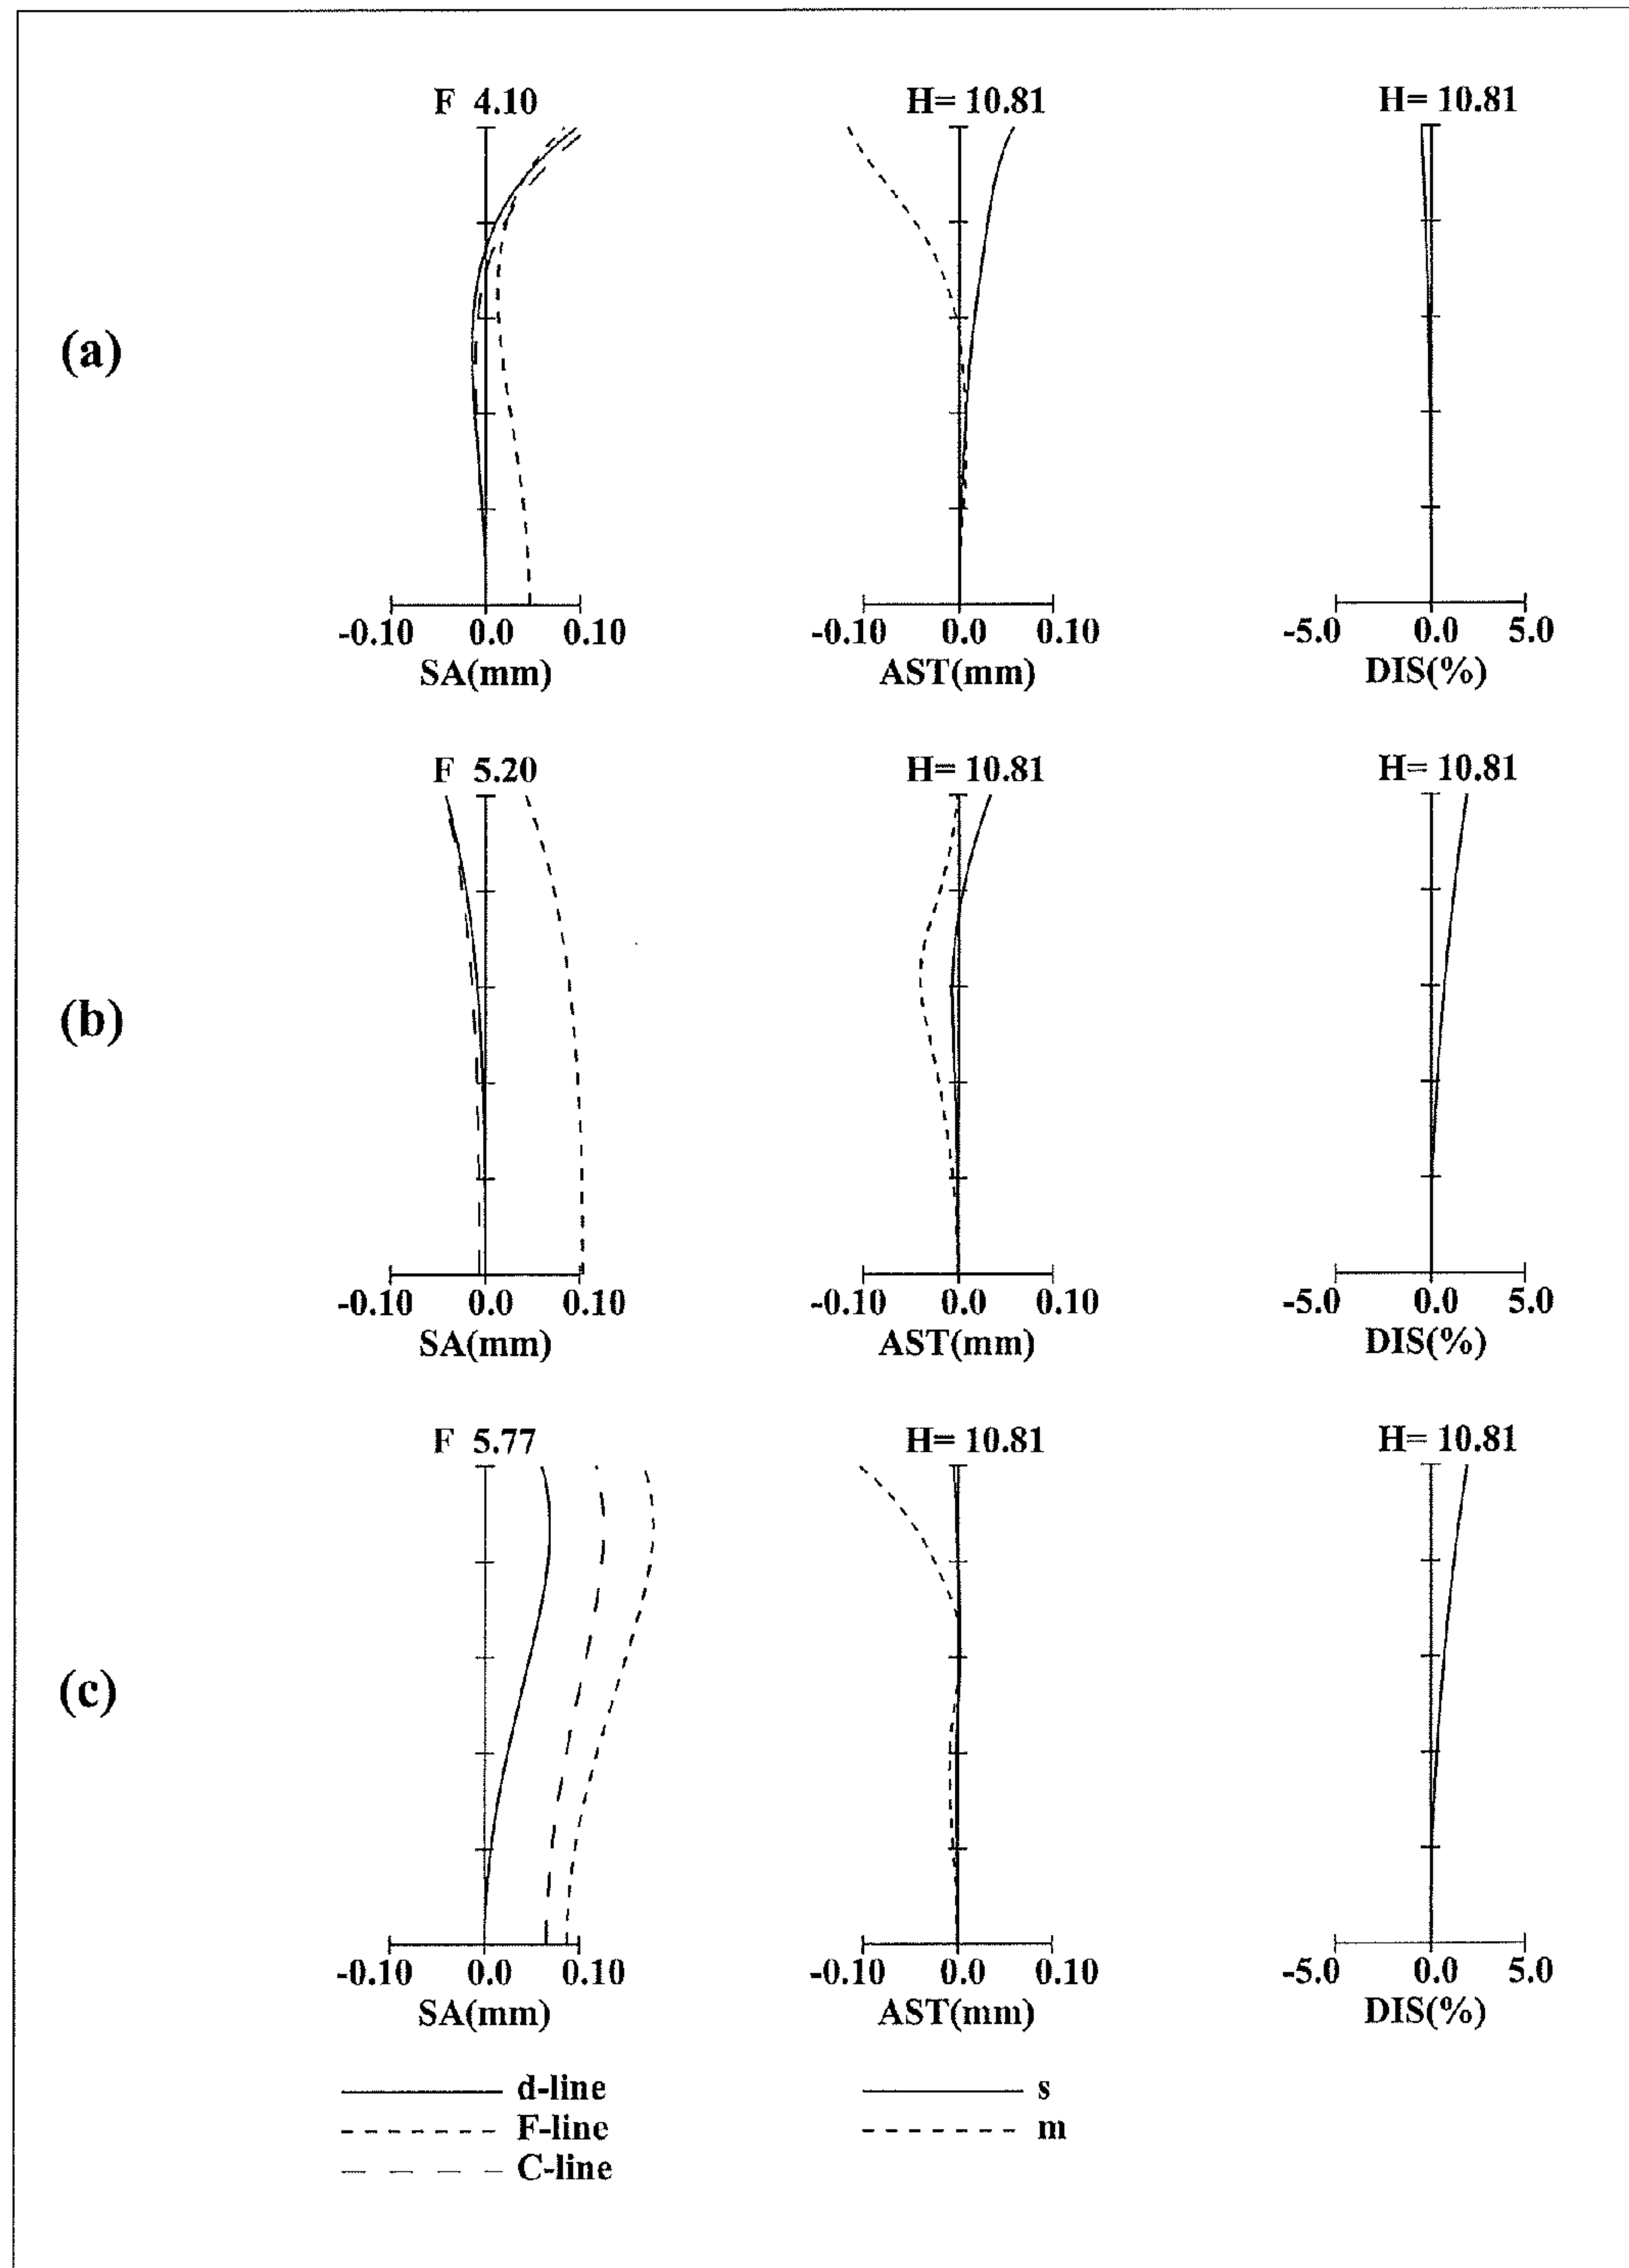 (a)
F 4.10
-0.10 0.0 0.10
SA(mm)
H= 10.81
-0.10 0.0 0.10
AST(mm)
H= 10.81
-5.0 0.0 5.0
DIS(%)
(b)
F 5.20
-0.10 0.0 0.10
SA(mm)
H= 10.81
-0.10 0.0 0.10
AST(mm)
H= 10.81
-5.0 0.0 5.0
DIS(%)
(c)
F 5.77
-0.10 0.0 0.10
SA(mm)
H= 10.81
-0.10 0.0 0.10
AST(mm)
H= 10.81
-5.0 0.0 5.0
DIS(%)
d-line
F-line
C-line
s
m